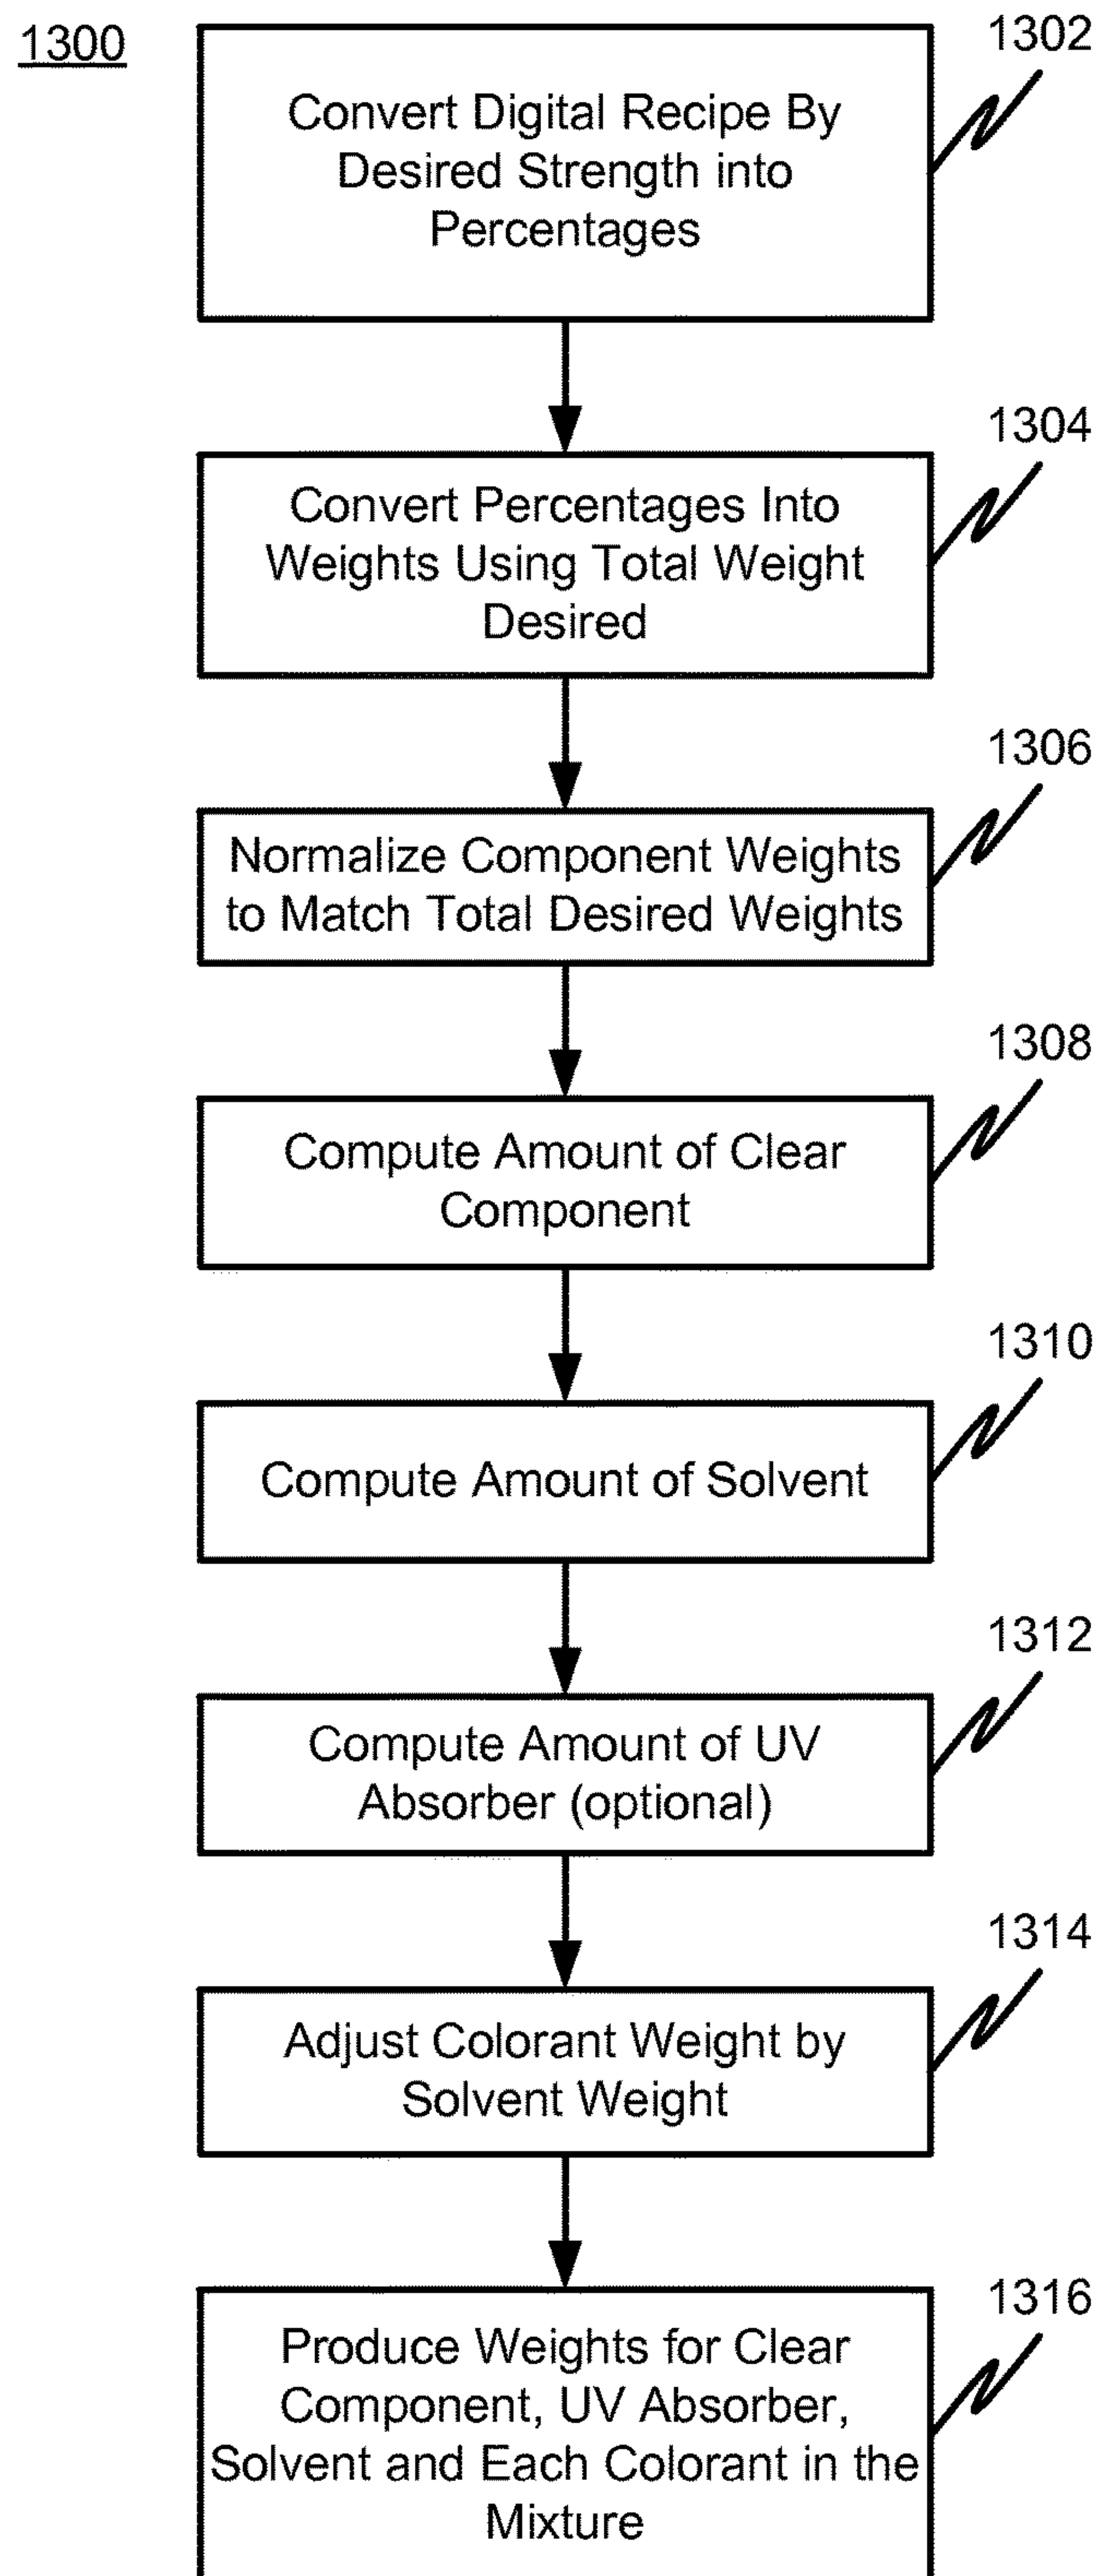 1300
1302
Convert Digital Recipe By
Desired Strength into
Percentages
1304
Convert Percentages Into
Weights Using Total Weight
Desired
1306
Normalize Component Weights
to Match Total Desired Weights
1308
Compute Amount of Clear
Component
1310
Compute Amount of Solvent
1312
Compute Amount of UV
Absorber (optional)
1314
Adjust Colorant Weight by
Solvent Weight
1316
Produce Weights for Clear
Component, UV Absorber,
Solvent and Each Colorant in the
Mixture